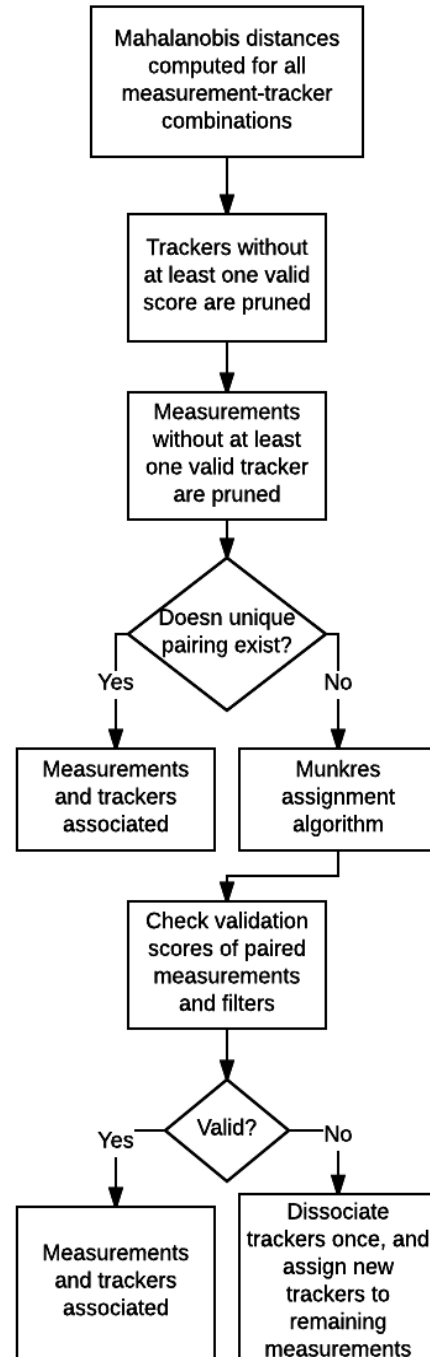 Mahalanobis distances
computed for all
measurement-tracker
combinations
Trackers without
at least one valid
score are pruned
Measurements
without at least
one valid tracker
are pruned
Doesn unique
pairing exist?
Yes
No
Measurements
and trackers
associated
Munkres
assignment
algorithm
Check validation
scores of paired
measurements
and filters
Valid?
Yes
No
Measurements
and trackers
associated
Dissociate
trackers once, and
assign new
trackers to
remaining
measurements